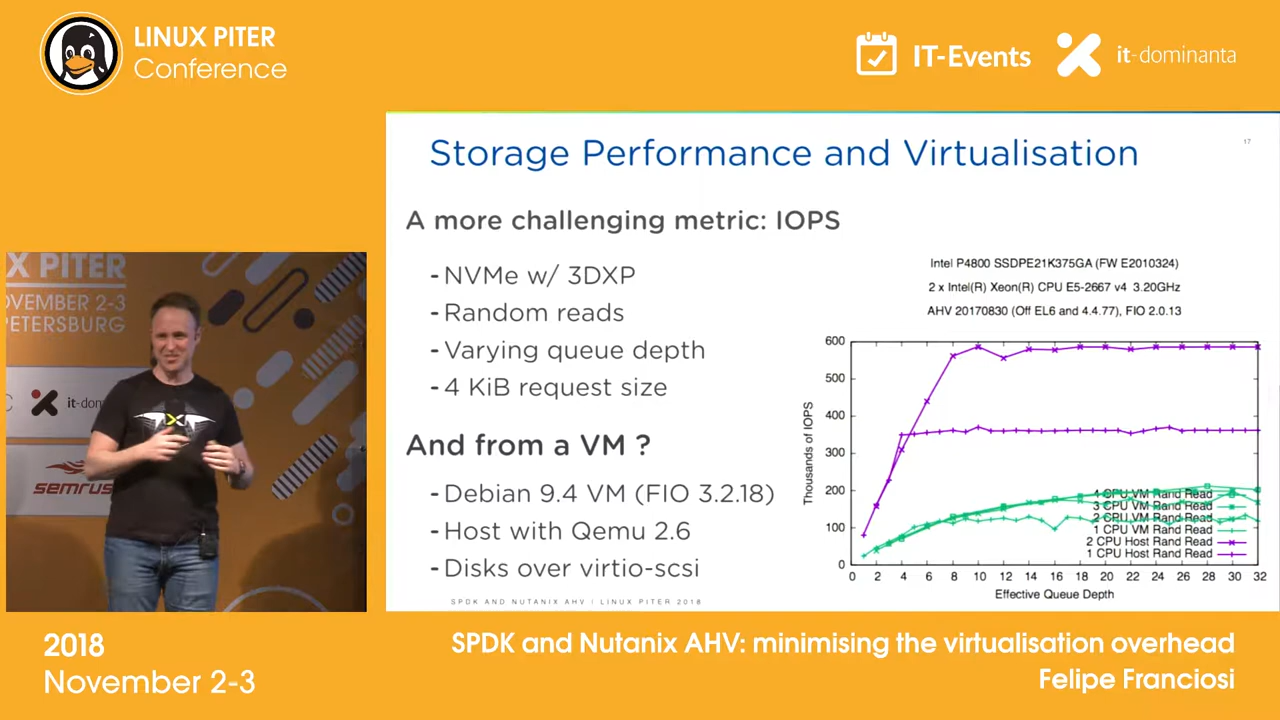 LINUX PITER
Conference
IT-Events
it-dominanta
Storage Performance and Virtualisation
17
A more challenging metric: IOPS
-NVMe w/ 3DXP
-Random reads
-Varying queue depth
-4 KiB request size
And from a VM ?
-Debian 9.4 VM (FIO 3.2.18)
-Host with Qemu 2.6
-Disks over virtio-scsi
Intel P4800 SSDPE21K375GA (FW E2010324)
2 x Intel(R) Xeon(R) CPU E5-2667 v4 3.20GHz
AHV 20170830 (Off EL6 and 4.4.77), FIO 2.0.13
600
500
400
300
200
100
0
Thousands of IOPS
4 CPU VM Rand Read
3 CPU VM Rand Read
2 CPU VM Rand Read
1 CPU VM Rand Read
2 CPU Host Rand Read
1 CPU Host Rand Read
0 2 4 6 8 10 12 14 16 18 20 22 24 26 28 30 32
Effective Queue Depth
SPDK AND NUTANIX AHV | LINUX PITER 2018
X PITER
OVEMBER 2-3
PETERSBURG
C
it-dom
semrus
2018
November 2-3
SPDK and Nutanix AHV: minimising the virtualisation overhead
Felipe Franciosi